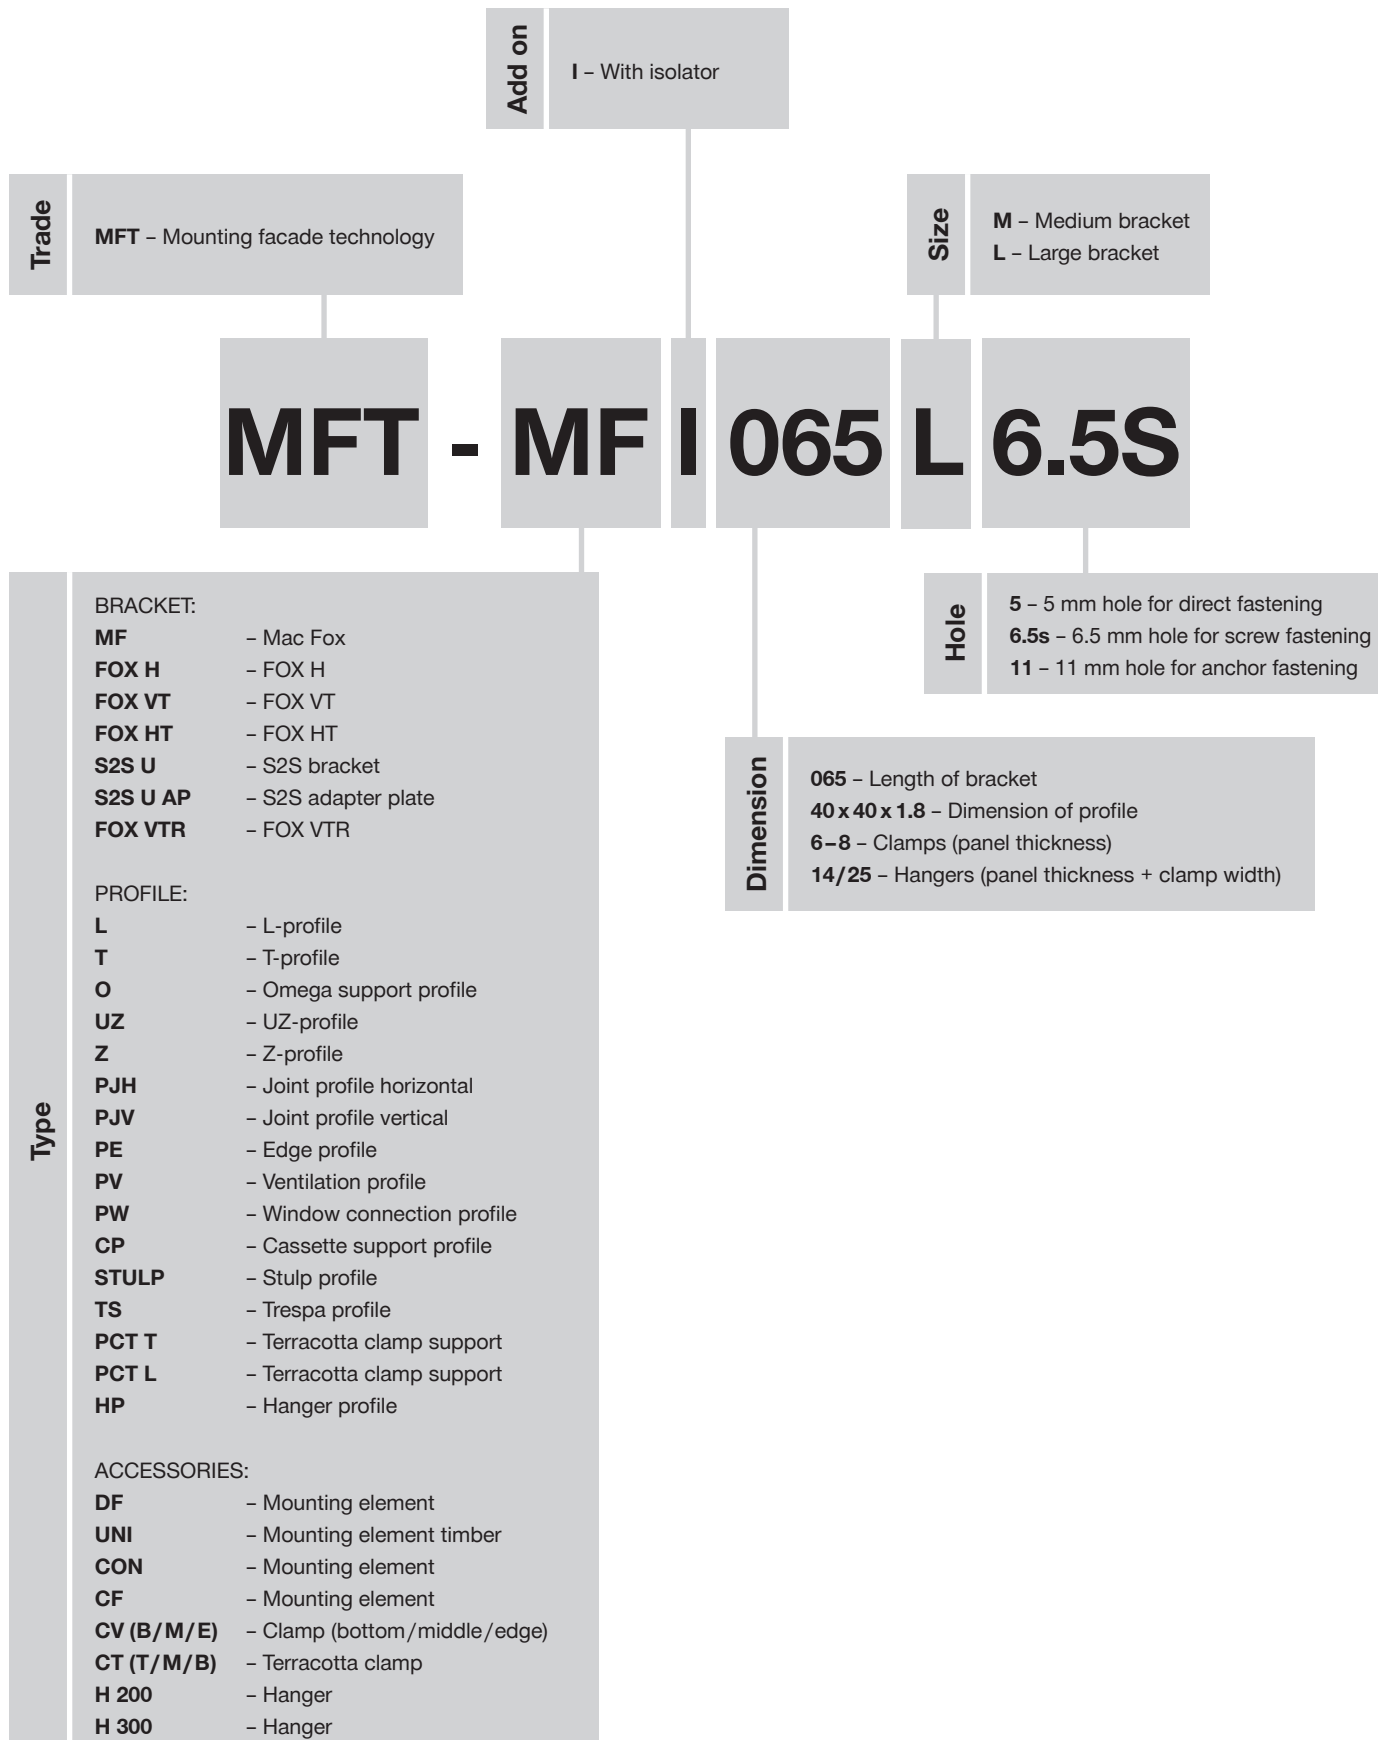 Add on
I – With isolator
Trade
MFT – Mounting facade technology
Size
M – Medium bracket
L – Large bracket
MFT - MF I 065 L 6.5S
Hole
5 – 5 mm hole for direct fastening
6.5s – 6.5 mm hole for screw fastening
11 – 11 mm hole for anchor fastening
Dimension
065 – Length of bracket
40 x 40 x 1.8 – Dimension of profile
6–8 – Clamps (panel thickness)
14/25 – Hangers (panel thickness + clamp width)
Type
BRACKET:
MF – Mac Fox
FOX H – FOX H
FOX VT – FOX VT
FOX HT – FOX HT
S2S U – S2S bracket
S2S U AP – S2S adapter plate
FOX VTR – FOX VTR
PROFILE:
L – L-profile
T – T-profile
O – Omega support profile
UZ – UZ-profile
Z – Z-profile
PJH – Joint profile horizontal
PJV – Joint profile vertical
PE – Edge profile
PV – Ventilation profile
PW – Window connection profile
CP – Cassette support profile
STULP – Stulp profile
TS – Trespa profile
PCT T – Terracotta clamp support
PCT L – Terracotta clamp support
HP – Hanger profile
ACCESSORIES:
DF – Mounting element
UNI – Mounting element timber
CON – Mounting element
CF – Mounting element
CV (B/M/E) – Clamp (bottom/middle/edge)
CT (T/M/B) – Terracotta clamp
H 200 – Hanger
H 300 – Hanger